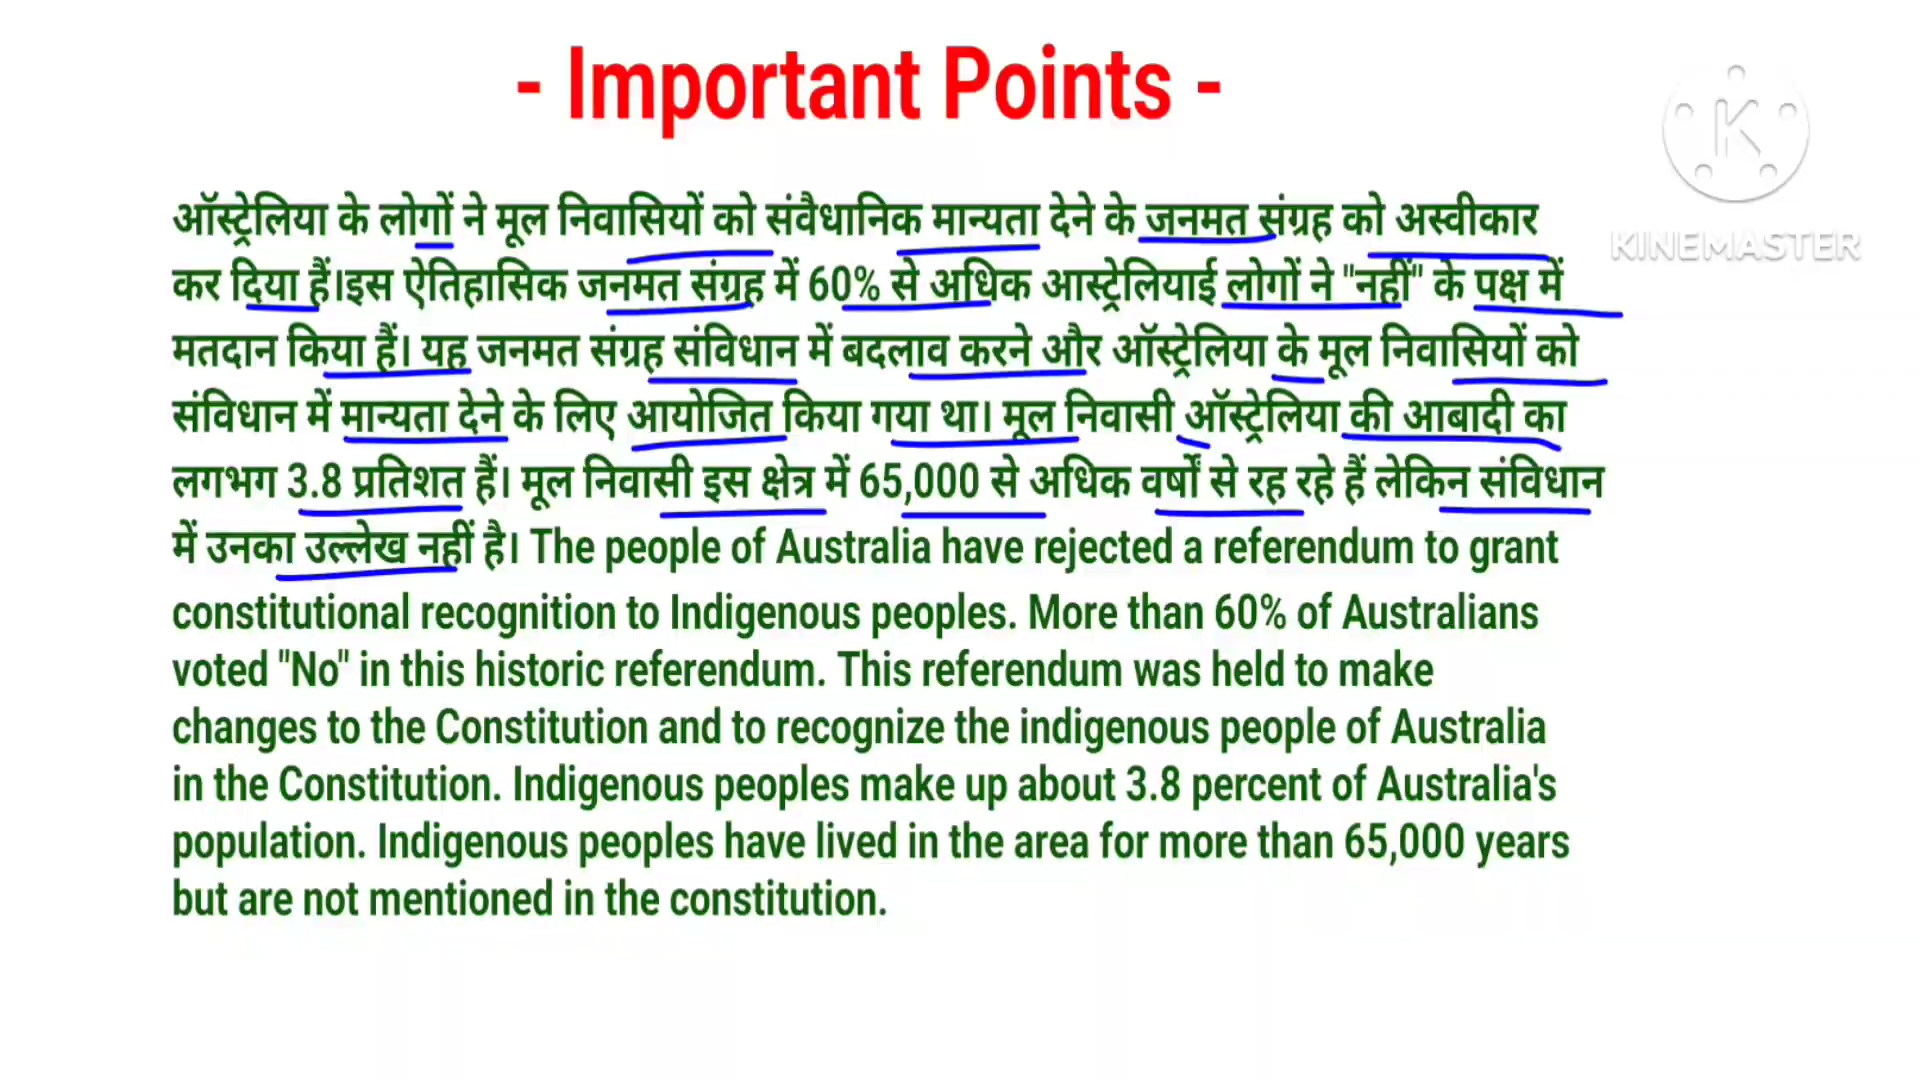 - Important Points -
K
KINEMASTER
ऑस्ट्रेलिया के लोगों ने मूल निवासियों को संवैधानिक मान्यता देने के जनमत संग्रह को अस्वीकार
कर दिया हैं।इस ऐतिहासिक जनमत संग्रह में 60% से अधिक आस्ट्रेलियाई लोगों ने "नहीं" के पक्ष में
मतदान किया हैं। यह जनमत संग्रह संविधान में बदलाव करने और ऑस्ट्रेलिया के मूल निवासियों को
संविधान में मान्यता देने के लिए आयोजित किया गया था। मूल निवासी ऑस्ट्रेलिया की आबादी का
लगभग 3.8 प्रतिशत हैं। मूल निवासी इस क्षेत्र में 65,000 से अधिक वर्षों से रह रहे हैं लेकिन संविधान
में उनका उल्लेख नहीं है। The people of Australia have rejected a referendum to grant
constitutional recognition to Indigenous peoples. More than 60% of Australians
voted "No" in this historic referendum. This referendum was held to make
changes to the Constitution and to recognize the indigenous people of Australia
in the Constitution. Indigenous peoples make up about 3.8 percent of Australia's
population. Indigenous peoples have lived in the area for more than 65,000 years
but are not mentioned in the constitution.